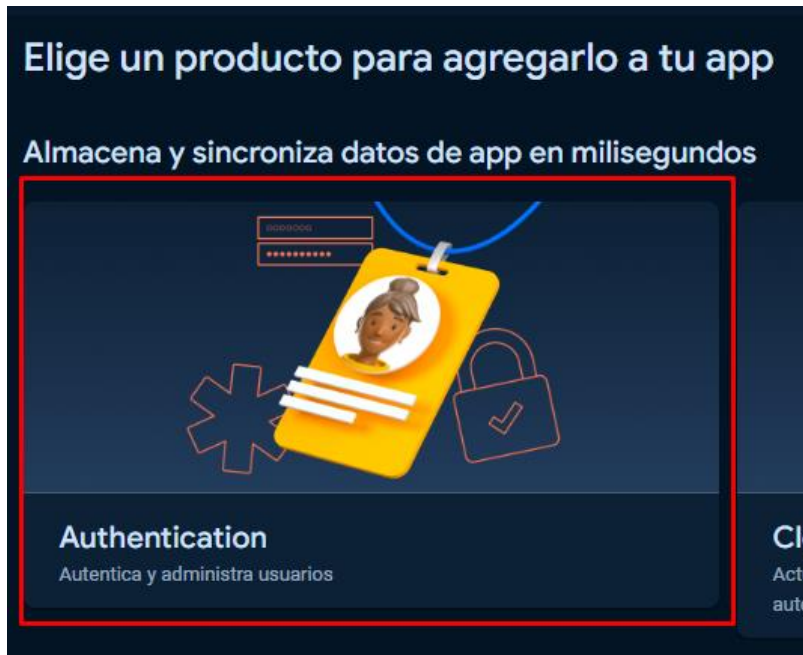 Elige un producto para agregarlo a tu app
Almacena y sincroniza datos de app en milisegundos
Authentication
Autentica y administra usuarios